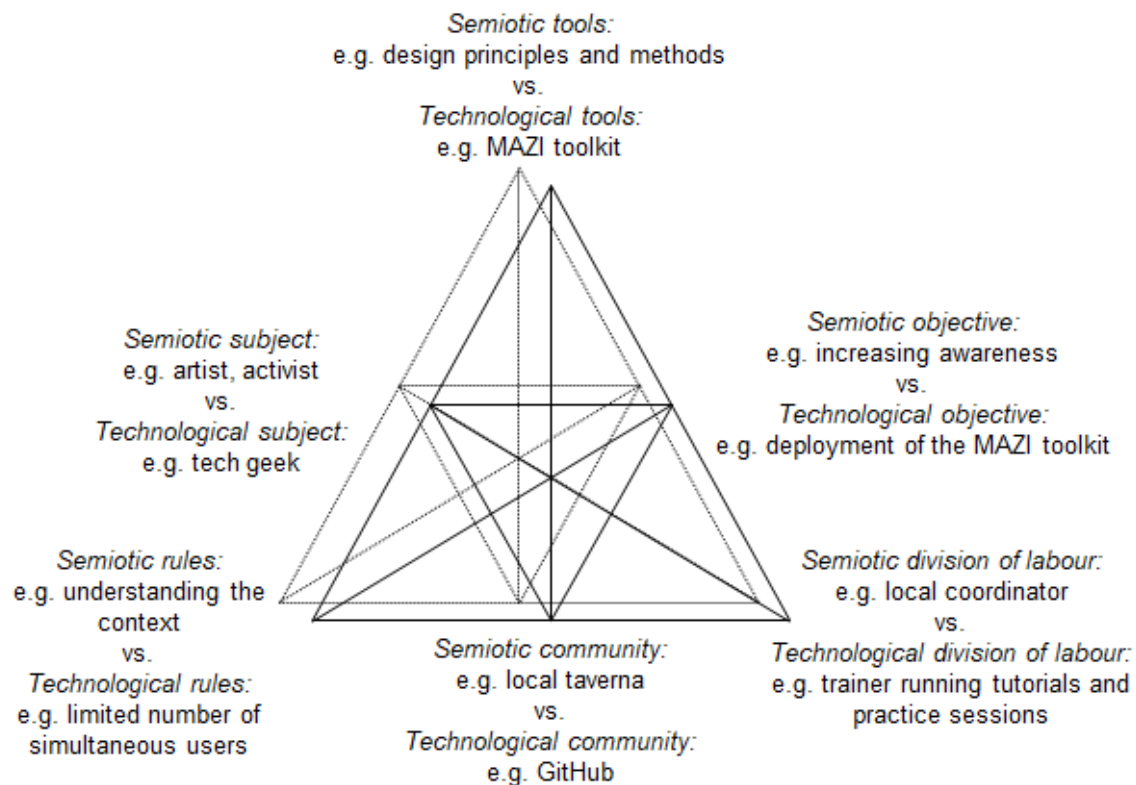 Semiotic tools:
e.g. design principles and methods
vs.
Technological tools:
e.g. MAZI toolkit
Semiotic subject:
e.g. artist, activist
vs.
Technological subject:
e.g. tech geek
Semiotic objective:
e.g. increasing awareness
vs.
Technological objective:
e.g. deployment of the MAZI toolkit
Semiotic rules:
e.g. understanding the
context
vs.
Technological rules:
e.g. limited number of
simultaneous users
Semiotic community:
e.g. local taverna
vs.
Technological community:
e.g. GitHub
Semiotic division of labour:
e.g. local coordinator
vs.
Technological division of labour:
e.g. trainer running tutorials and
practice sessions